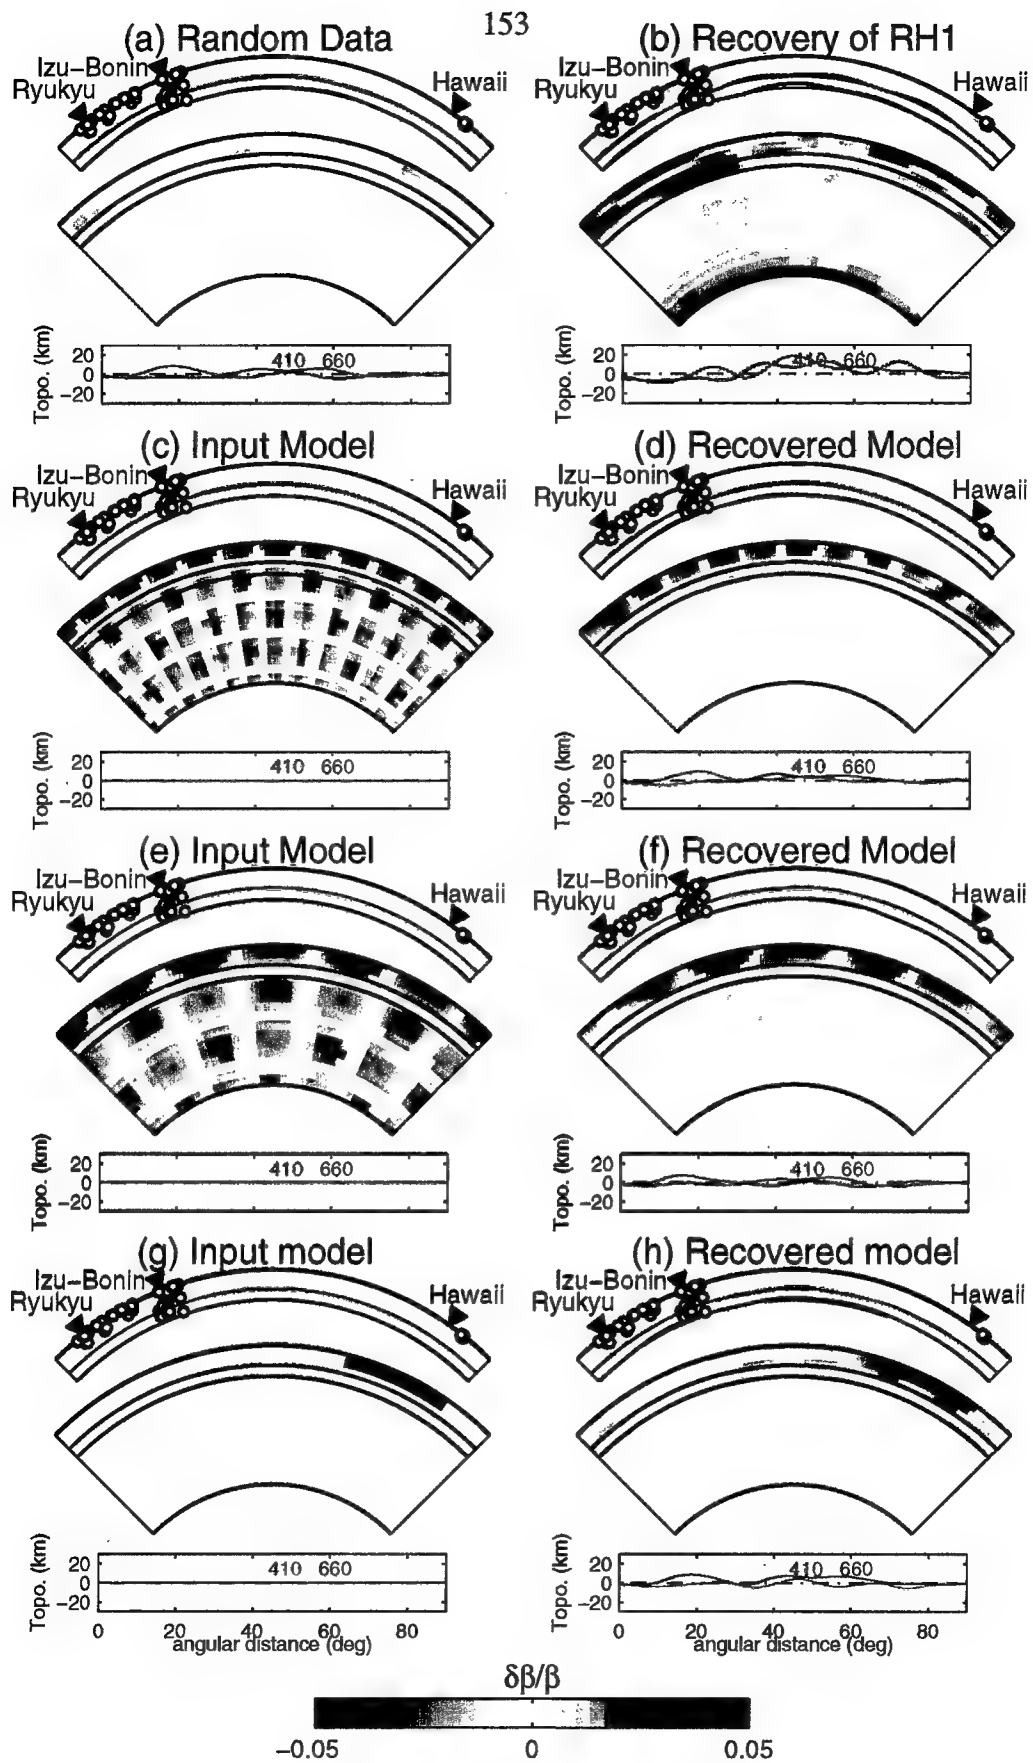 153
(a) Random Data
(b) Recovery of RH1
Izu-Bonin
Ryukyu
Hawaii
Izu-Bonin
Ryukyu
Hawaii
Topo. (km)
20
0
-20
410 660
Topo. (km)
20
0
-20
410 660
(c) Input Model
(d) Recovered Model
Izu-Bonin
Ryukyu
Hawaii
Izu-Bonin
Ryukyu
Hawaii
Topo. (km)
20
0
-20
410 660
Topo. (km)
20
0
-20
410 660
(e) Input Model
(f) Recovered Model
Izu-Bonin
Ryukyu
Hawaii
Izu-Bonin
Ryukyu
Hawaii
Topo. (km)
20
0
-20
410 660
Topo. (km)
20
0
-20
410 660
(g) Input model
(h) Recovered model
Izu-Bonin
Ryukyu
Hawaii
Izu-Bonin
Ryukyu
Hawaii
Topo. (km)
20
0
-20
410 660
0 20 40 60 80
angular distance (deg)
Topo. (km)
20
0
-20
410 660
0 20 40 60 80
angular distance (deg)
δβ/β
-0.05 0 0.05